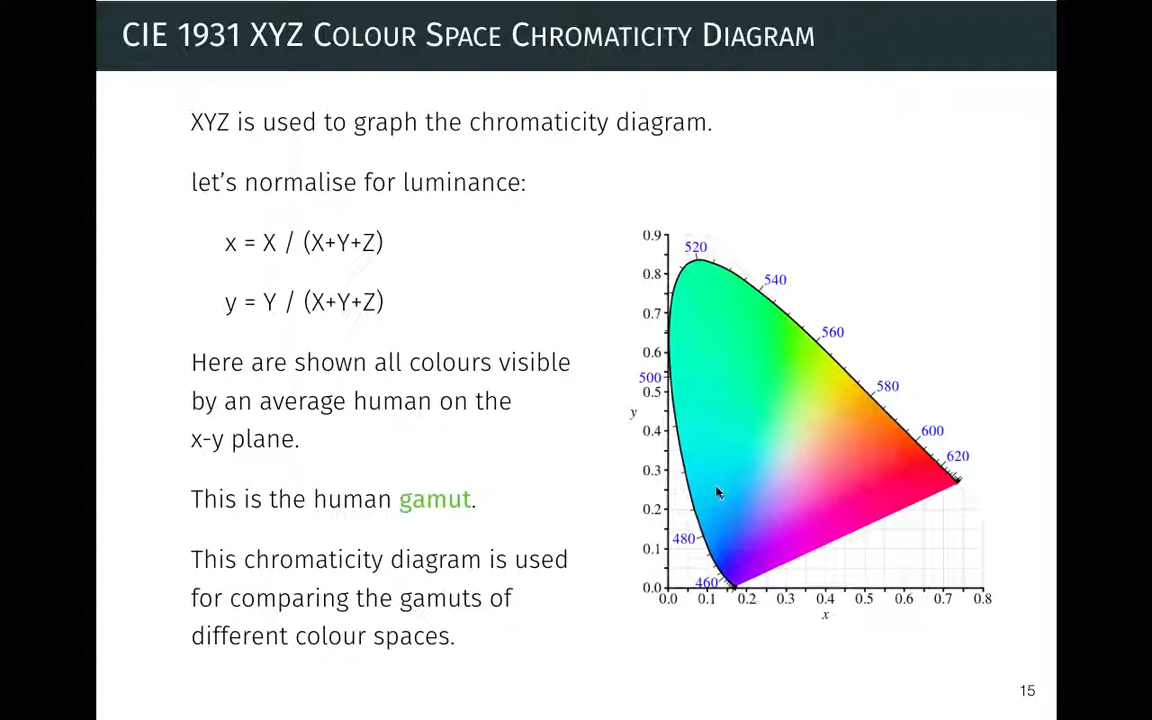 CIE 1931 XYZ COLOUR SPACE CHROMATICITY DIAGRAM
XYZ is used to graph the chromaticity diagram.
let's normalise for luminance:
x = X / (X+Y+Z)
y = Y / (X+Y+Z)
Here are shown all colours visible
by an average human on the
x-y plane.
This is the human gamut.
This chromaticity diagram is used
for comparing the gamuts of
different colour spaces.
0.9
520
0.8
540
0.7
560
0.6
500
580
0.5
y
0.4
600
620
0.3
0.2
480
0.1
460
0.0
0.0 0.1 0.2 0.3 0.4 0.5 0.6 0.7 0.8
x
15